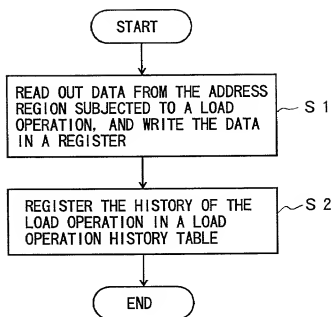 START
READ OUT DATA FROM THE ADDRESS
REGION SUBJECTED TO A LOAD
OPERATION, AND WRITE THE DATA
IN A REGISTER
S 1
REGISTER THE HISTORY OF THE
LOAD OPERATION IN A LOAD
OPERATION HISTORY TABLE
S 2
END